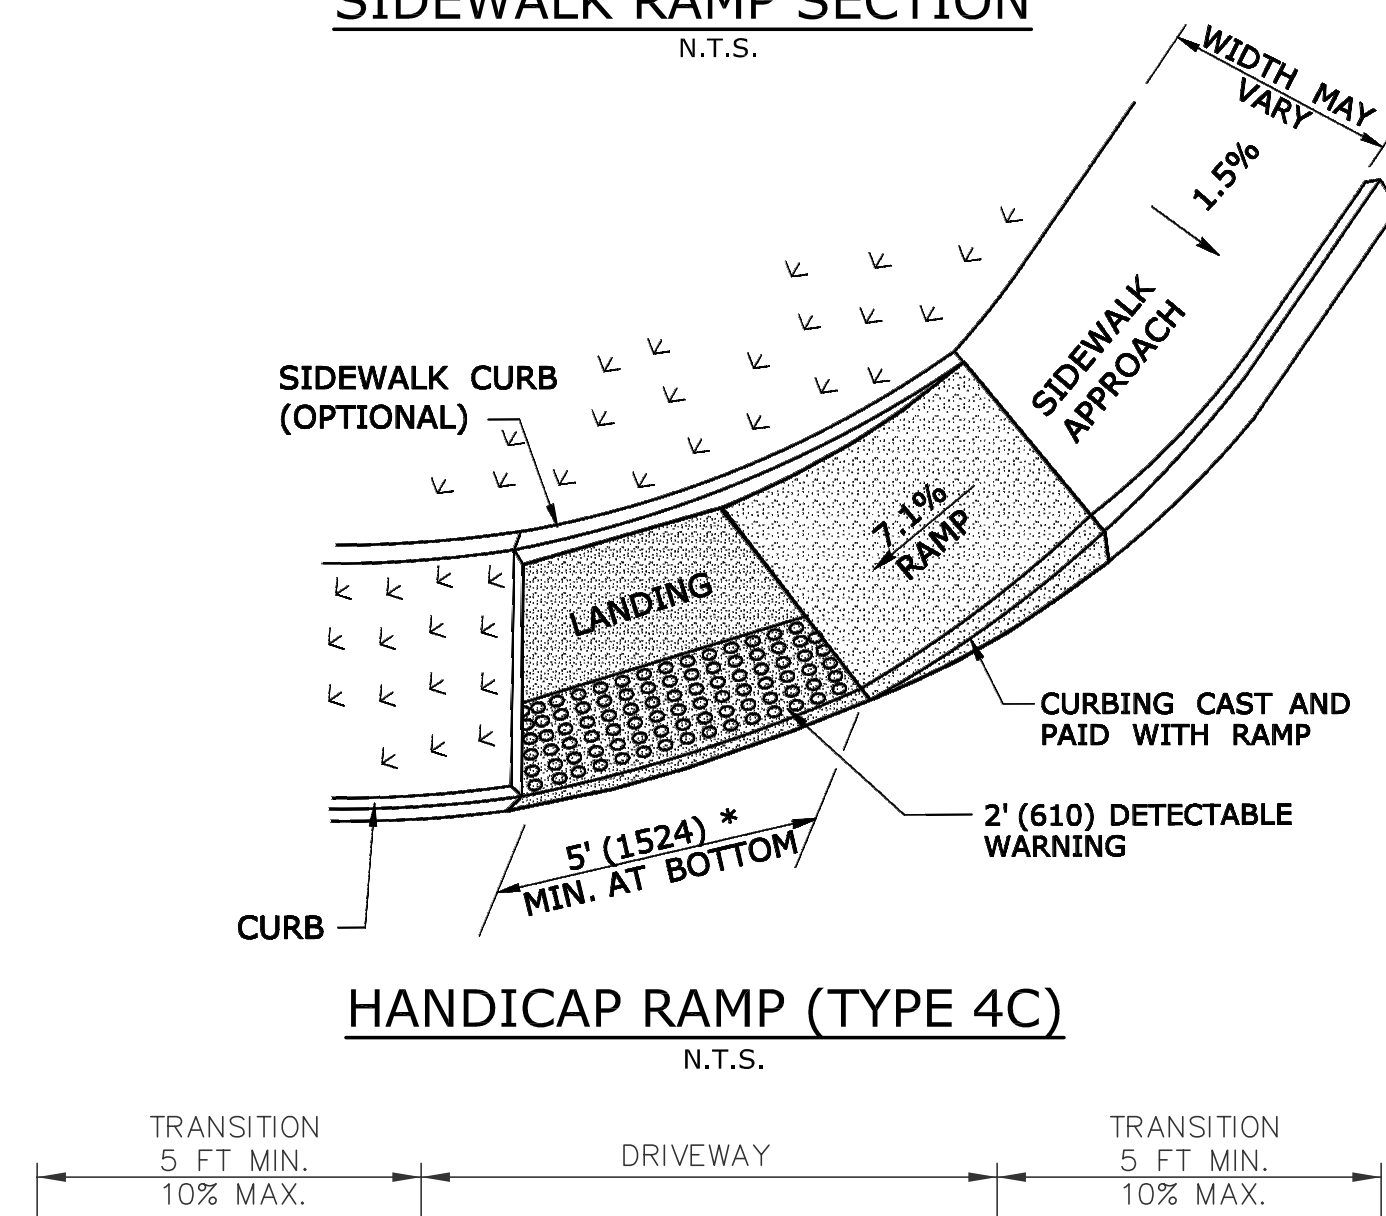 SIDEWALK RAMP SECTION
N.T.S.
WIDTH MAY
VARY
1.5%
SIDEWALK
APPROACH
SIDEWALK CURB
(OPTIONAL)
7.1%
RAMP
LANDING
CURBING CAST AND
PAID WITH RAMP
2' (610) DETECTABLE
WARNING
5' (1524) *
MIN. AT BOTTOM
CURB
HANDICAP RAMP (TYPE 4C)
N.T.S.
TRANSITION
5 FT MIN.
10% MAX.
DRIVEWAY
TRANSITION
5 FT MIN.
10% MAX.